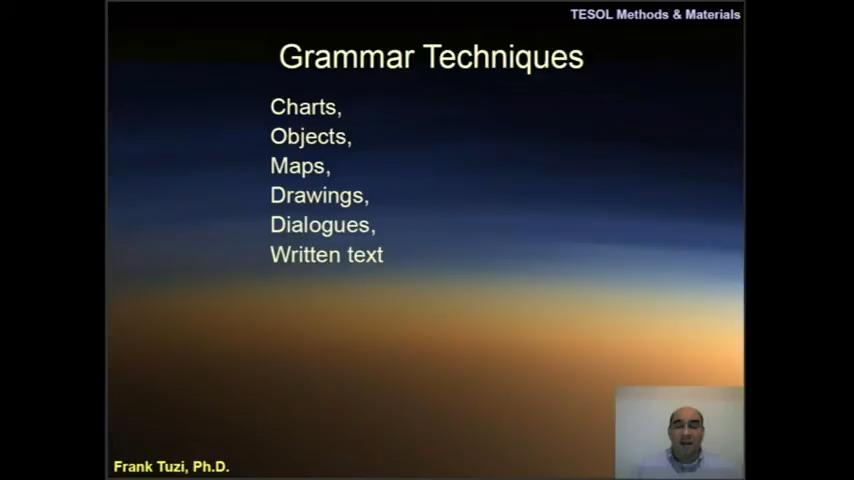 TESOL Methods & Materials
Grammar Techniques
Charts,
Objects,
Maps,
Drawings,
Dialogues,
Written text
Frank Tuzi, Ph.D.